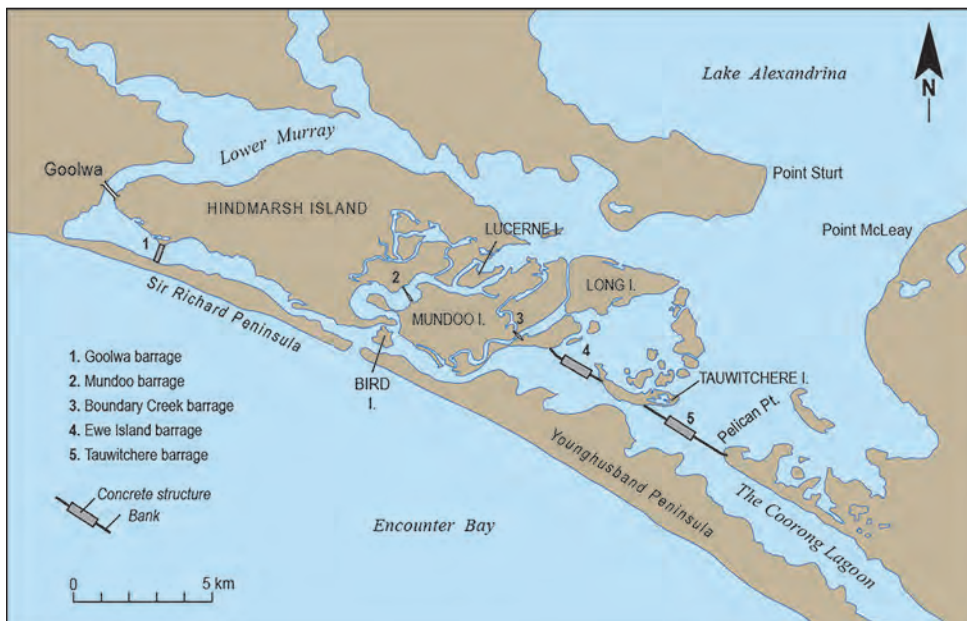 Lake Alexandrina
N
Lower Murray
Goolwa
Point Sturt
HINDMARSH ISLAND
LUCERNE I.
Point McLeay
1
2
LONG I.
Sir Richard Peninsula
MUNDOO I.
3
4
BIRD
I.
TAUWITCHERE I.
5
Pelican Pt.
1. Goolwa barrage
2. Mundoo barrage
3. Boundary Creek barrage
4. Ewe Island barrage
5. Tauwitchere barrage
Younghusband Peninsula
The Coorong Lagoon
Concrete structure
Bank
Encounter Bay
0 5 km